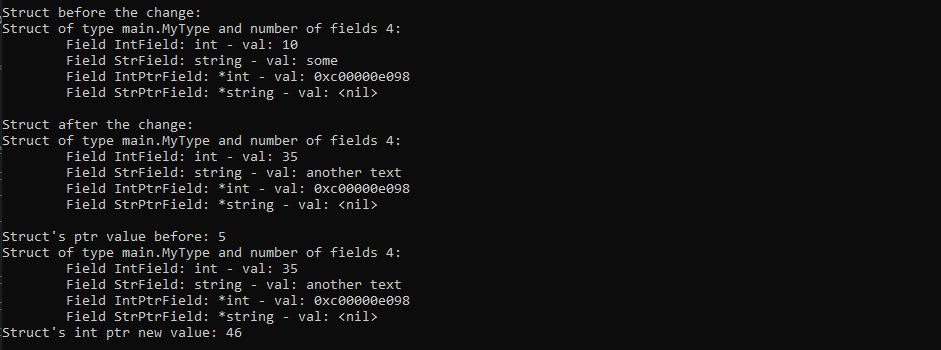 Struct before the change:
Struct of type main.MyType and number of fields 4:
Field IntField: int - val: 10
Field StrField: string - val: some
Field IntPtrField: *int - val: 0xc00000e098
Field StrPtrField: *string - val: <nil>
Struct after the change:
Struct of type main.MyType and number of fields 4:
Field IntField: int - val: 35
Field StrField: string - val: another text
Field IntPtrField: *int - val: 0xc00000e098
Field StrPtrField: *string - val: <nil>
Struct's ptr value before: 5
Struct of type main.MyType and number of fields 4:
Field IntField: int - val: 35
Field StrField: string - val: another text
Field IntPtrField: *int - val: 0xc00000e098
Field StrPtrField: *string - val: <nil>
Struct's int ptr new value: 46